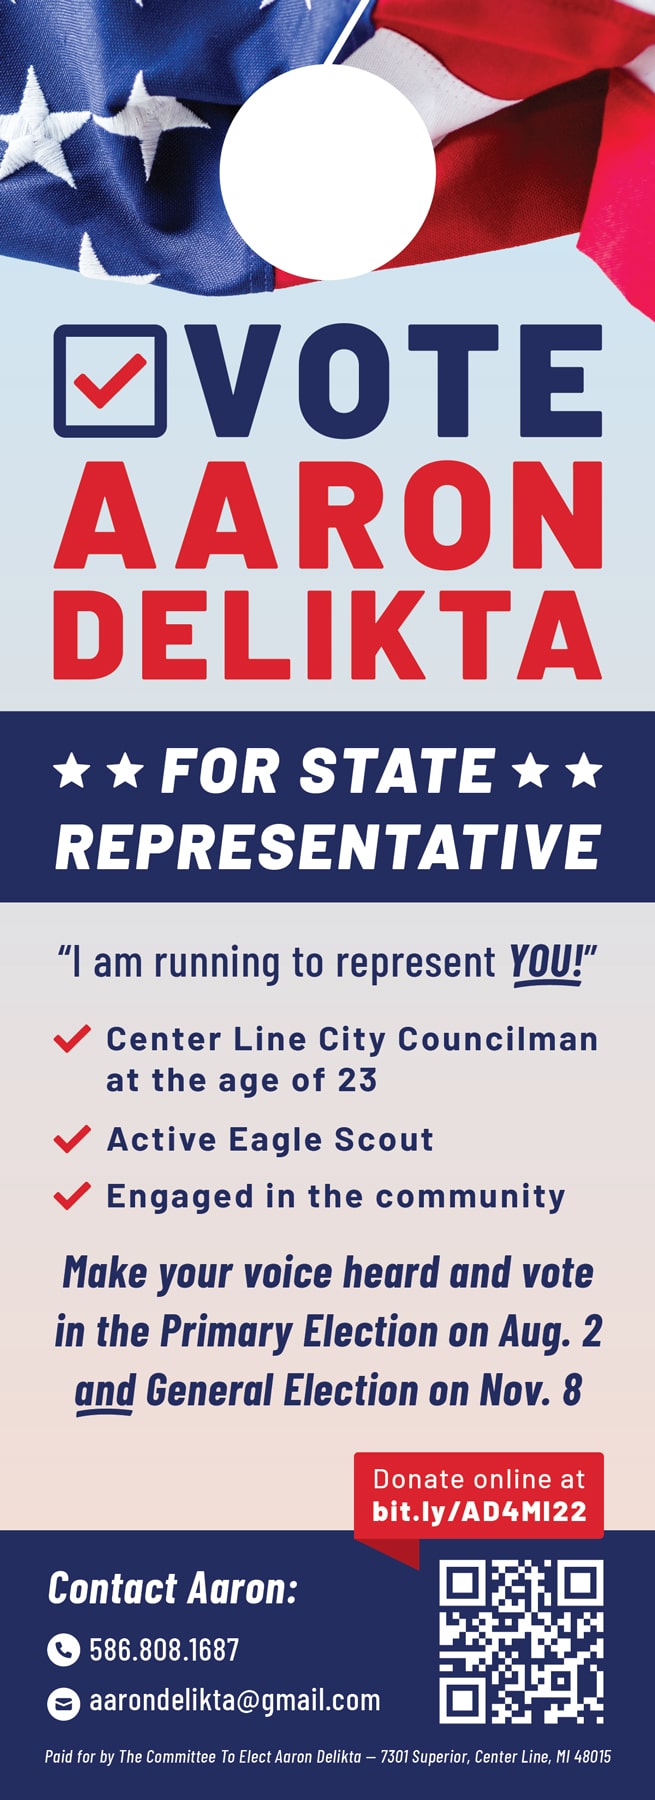 VOTE
AARON
DELIKTA
FOR STATE
REPRESENTATIVE
“I am running to represent YOU!”
Center Line City Councilman
at the age of 23
Active Eagle Scout
Engaged in the community
Make your voice heard and vote
in the Primary Election on Aug. 2
and General Election on Nov. 8
Donate online at
bit.ly/AD4MI22
Contact Aaron:
586.808.1687
aarondelikta@gmail.com
Paid for by The Committee To Elect Aaron Delikta – 7301 Superior, Center Line, MI 48015